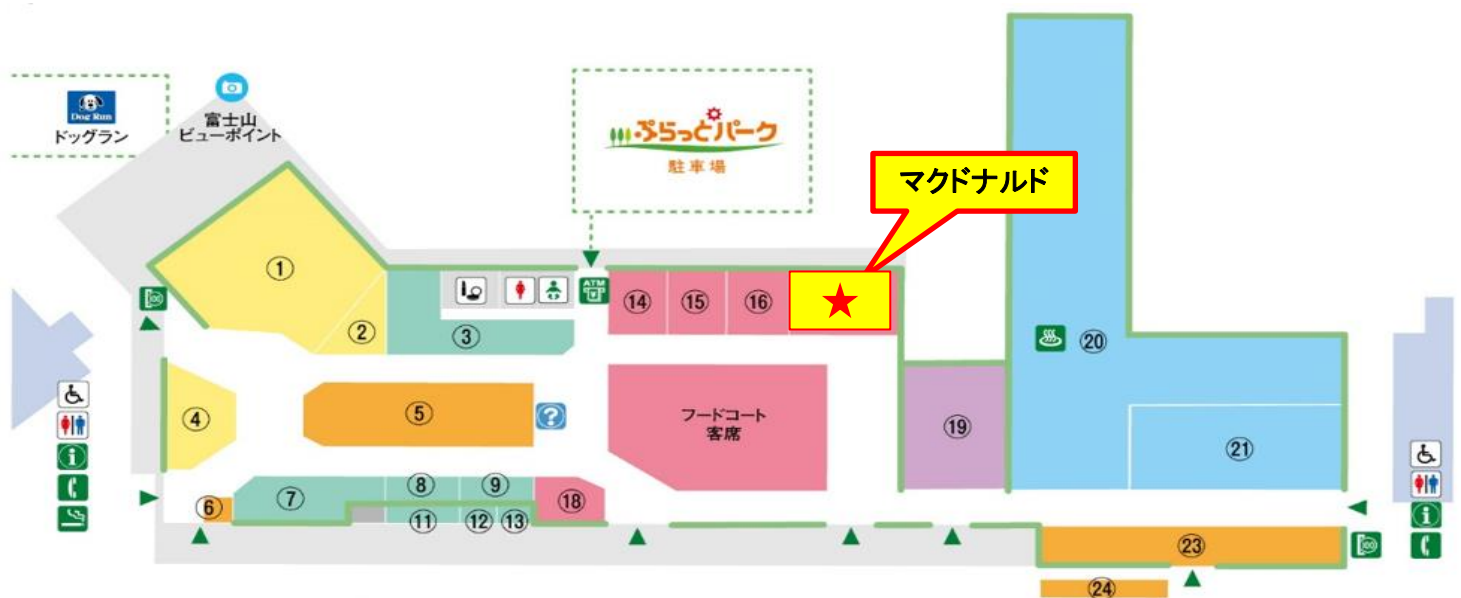 Dog Run
ドッグラン
富士山
ビューポイント
ぷらっとパーク
駐車場
マクドナルド
①
②
③
ATM
⑭
⑮
⑯
④
⑤
?
フードコート
客席
⑲
⑳
㉑
⑥
⑦
⑧
⑨
⑪
⑫
⑬
⑱
㉓
㉔
i
i